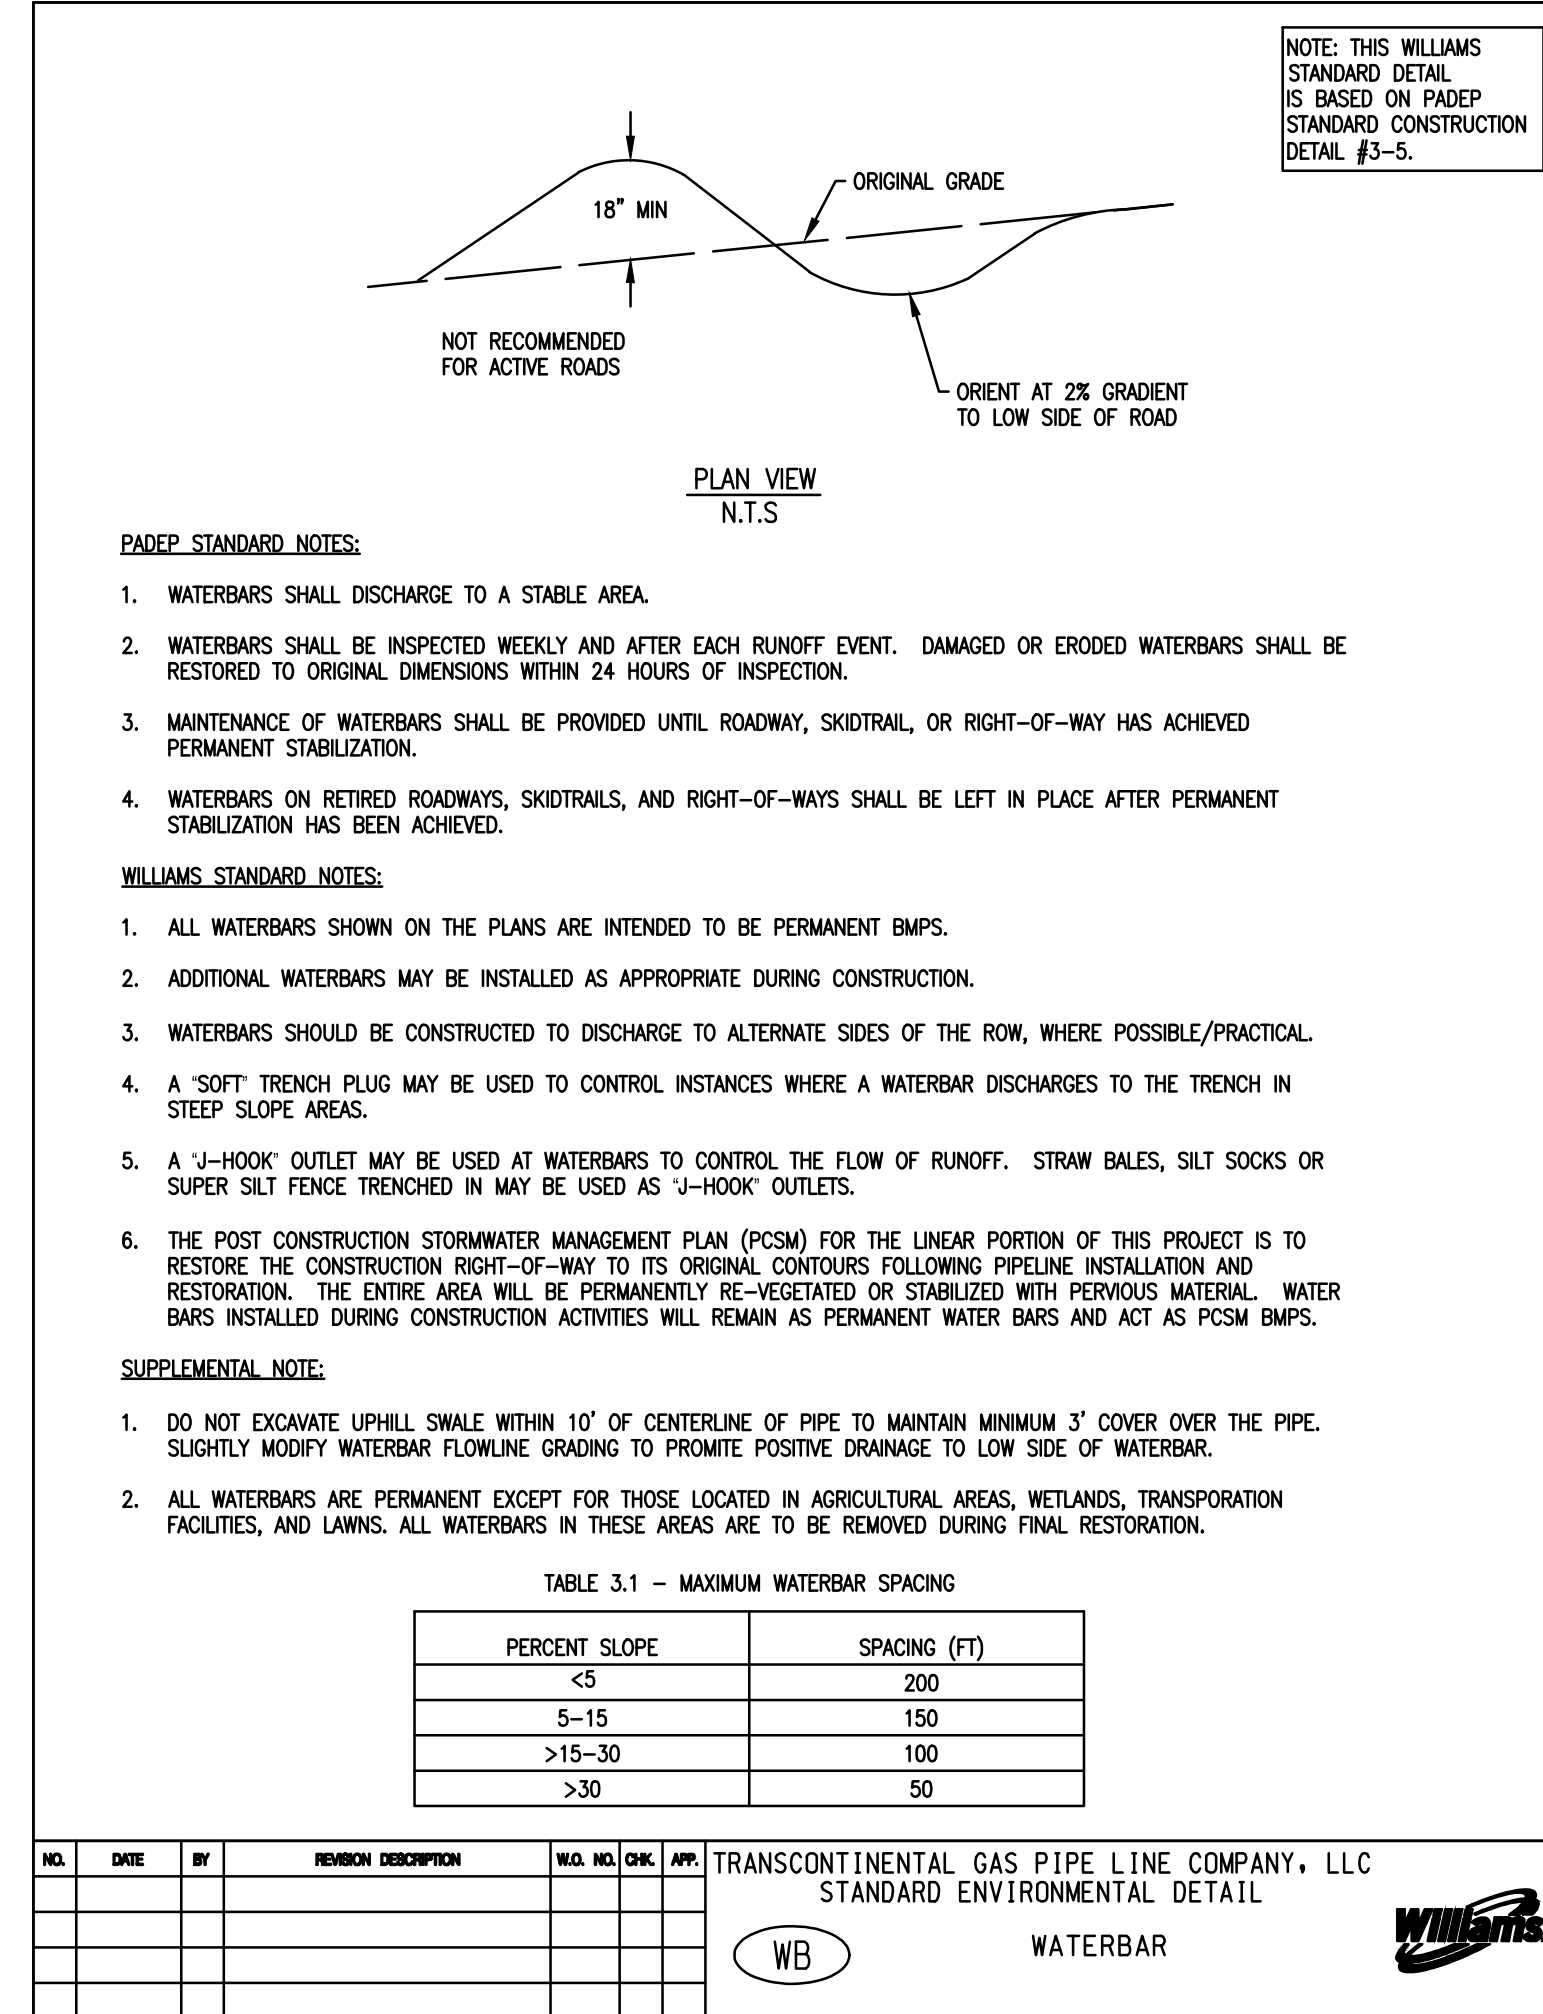 NOTE: THIS WILLIAMS
STANDARD DETAIL
IS BASED ON PADEP
STANDARD CONSTRUCTION
DETAIL #3-5.
ORIGINAL GRADE
18" MIN
NOT RECOMMENDED
FOR ACTIVE ROADS
ORIENT AT 2% GRADIENT
TO LOW SIDE OF ROAD
PLAN VIEW
N.T.S
PADEP STANDARD NOTES:
1. WATERBARS SHALL DISCHARGE TO A STABLE AREA.
2. WATERBARS SHALL BE INSPECTED WEEKLY AND AFTER EACH RUNOFF EVENT. DAMAGED OR ERODED WATERBARS SHALL BE
RESTORED TO ORIGINAL DIMENSIONS WITHIN 24 HOURS OF INSPECTION.
3. MAINTENANCE OF WATERBARS SHALL BE PROVIDED UNTIL ROADWAY, SKIDTRAIL, OR RIGHT-OF-WAY HAS ACHIEVED
PERMANENT STABILIZATION.
4. WATERBARS ON RETIRED ROADWAYS, SKIDTRAILS, AND RIGHT-OF-WAYS SHALL BE LEFT IN PLACE AFTER PERMANENT
STABILIZATION HAS BEEN ACHIEVED.
WILLIAMS STANDARD NOTES:
1. ALL WATERBARS SHOWN ON THE PLANS ARE INTENDED TO BE PERMANENT BMPS.
2. ADDITIONAL WATERBARS MAY BE INSTALLED AS APPROPRIATE DURING CONSTRUCTION.
3. WATERBARS SHOULD BE CONSTRUCTED TO DISCHARGE TO ALTERNATE SIDES OF THE ROW, WHERE POSSIBLE/PRACTICAL.
4. A "SOFT" TRENCH PLUG MAY BE USED TO CONTROL INSTANCES WHERE A WATERBAR DISCHARGES TO THE TRENCH IN
STEEP SLOPE AREAS.
5. A "J-HOOK" OUTLET MAY BE USED AT WATERBARS TO CONTROL THE FLOW OF RUNOFF. STRAW BALES, SILT SOCKS OR
SUPER SILT FENCE TRENCHED IN MAY BE USED AS "J-HOOK" OUTLETS.
6. THE POST CONSTRUCTION STORMWATER MANAGEMENT PLAN (PCSM) FOR THE LINEAR PORTION OF THIS PROJECT IS TO
RESTORE THE CONSTRUCTION RIGHT-OF-WAY TO ITS ORIGINAL CONTOURS FOLLOWING PIPELINE INSTALLATION AND
RESTORATION. THE ENTIRE AREA WILL BE PERMANENTLY RE-VEGETATED OR STABILIZED WITH PERVIOUS MATERIAL. WATER
BARS INSTALLED DURING CONSTRUCTION ACTIVITIES WILL REMAIN AS PERMANENT WATER BARS AND ACT AS PCSM BMPS.
SUPPLEMENTAL NOTE:
1. DO NOT EXCAVATE UPHILL SWALE WITHIN 10' OF CENTERLINE OF PIPE TO MAINTAIN MINIMUM 3' COVER OVER THE PIPE.
SLIGHTLY MODIFY WATERBAR FLOWLINE GRADING TO PROMITE POSITIVE DRAINAGE TO LOW SIDE OF WATERBAR.
2. ALL WATERBARS ARE PERMANENT EXCEPT FOR THOSE LOCATED IN AGRICULTURAL AREAS, WETLANDS, TRANSPORATION
FACILITIES, AND LAWNS. ALL WATERBARS IN THESE AREAS ARE TO BE REMOVED DURING FINAL RESTORATION.
TABLE 3.1 - MAXIMUM WATERBAR SPACING
PERCENT SLOPE SPACING (FT)
<5 200
5-15 150
>15-30 100
>30 50
NO. DATE BY REVISION DESCRIPTION W.O. NO. CHK. APP.
TRANSCONTINENTAL GAS PIPE LINE COMPANY, LLC
STANDARD ENVIRONMENTAL DETAIL
WB WATERBAR
Williams